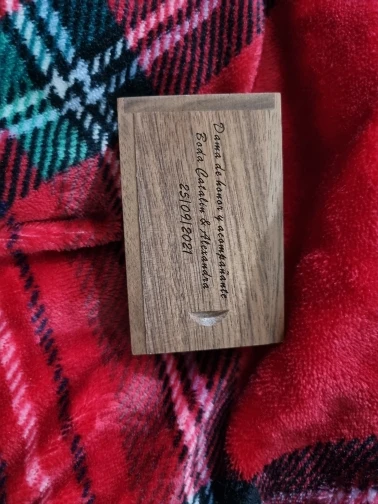 Dama de honor y acompañante
Boda Catalin & Alexandra
25/09/2021